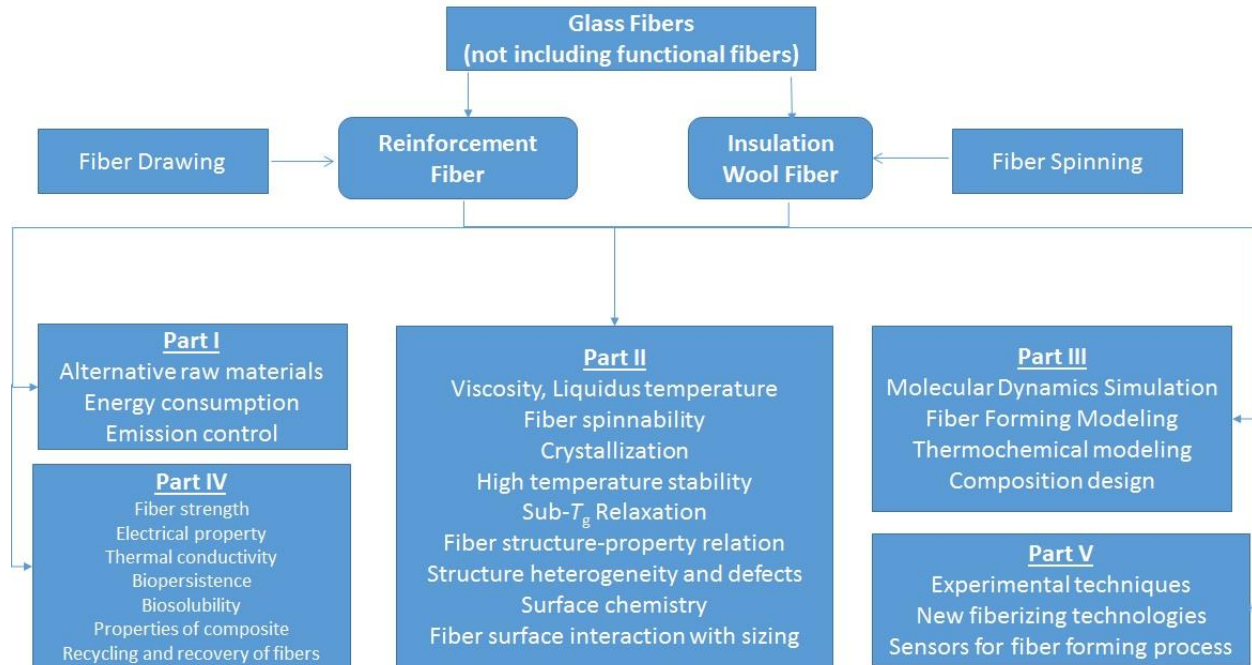 Glass Fibers
(not including functional fibers)
Fiber Drawing
Reinforcement
Fiber
Insulation
Wool Fiber
Fiber Spinning
Part I
Alternative raw materials
Energy consumption
Emission control
Part IV
Fiber strength
Electrical property
Thermal conductivity
Biopersistence
Biosolubility
Properties of composite
Recycling and recovery of fibers
Part II
Viscosity, Liquidus temperature
Fiber spinnability
Crystallization
High temperature stability
Sub-Tg Relaxation
Fiber structure-property relation
Structure heterogeneity and defects
Surface chemistry
Fiber surface interaction with sizing
Part III
Molecular Dynamics Simulation
Fiber Forming Modeling
Thermochemical modeling
Composition design
Part V
Experimental techniques
New fiberizing technologies
Sensors for fiber forming process